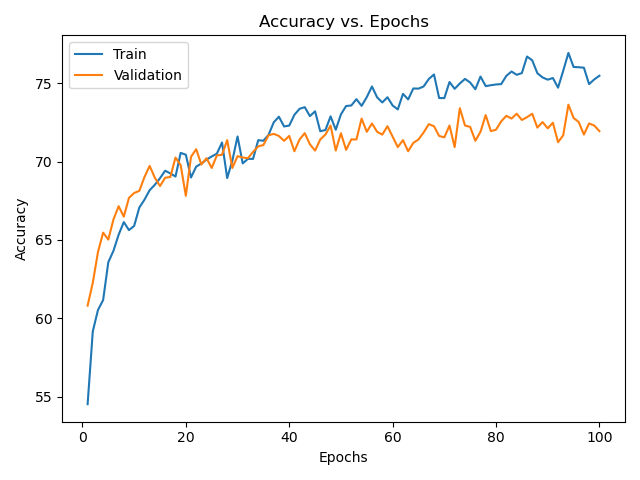 Accuracy vs. Epochs
Train
Validation
Accuracy
75
70
65
60
55
0 20 40 60 80 100
Epochs